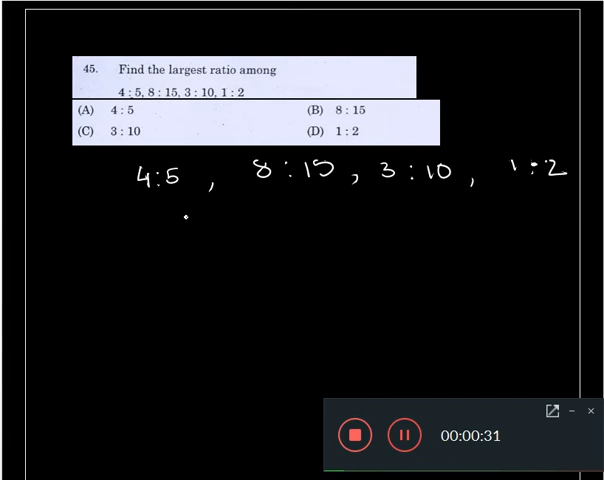 45. Find the largest ratio among
4 : 5, 8 : 15, 3 : 10, 1 : 2
(A) 4 : 5 (B) 8 : 15
(C) 3 : 10 (D) 1 : 2
4:5 , 8 : 15 , 3 : 10 , 1 : 2
00:00:31